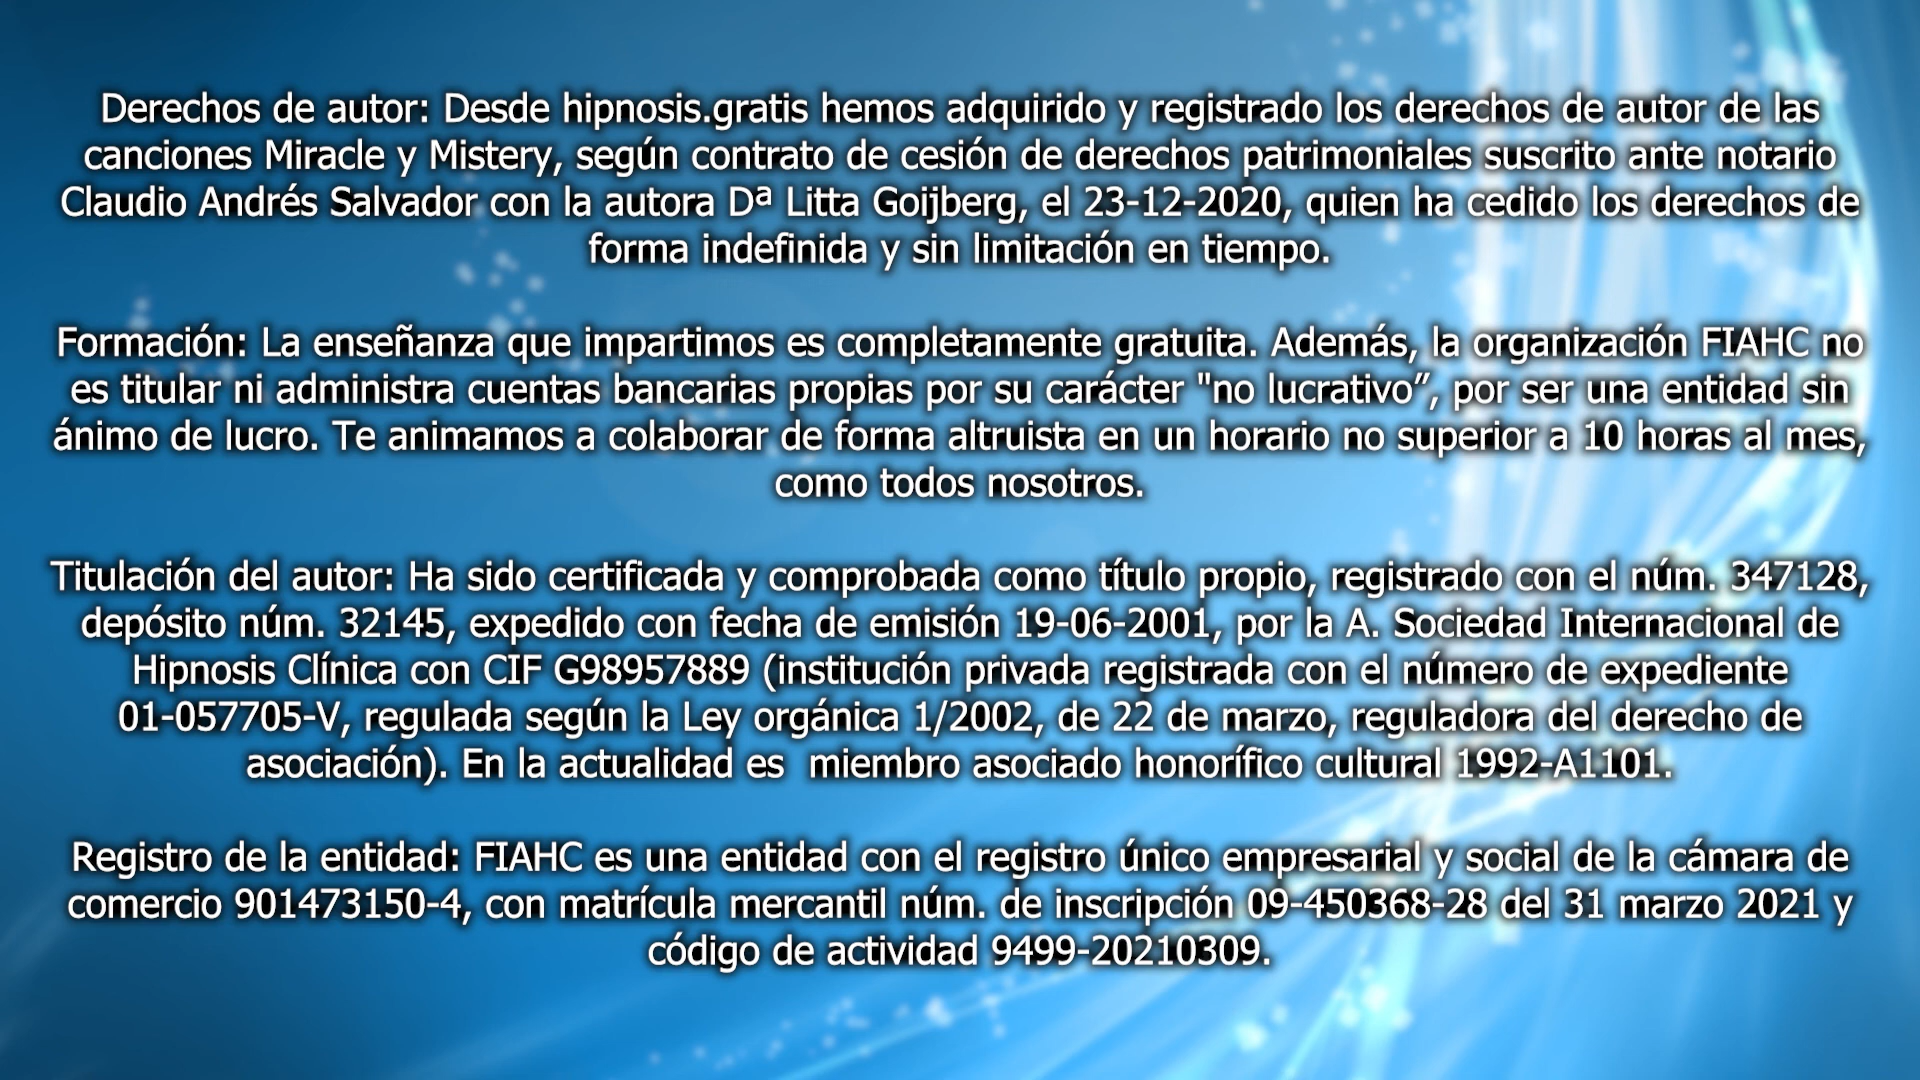 Derechos de autor: Desde hipnosis.gratis hemos adquirido y registrado los derechos de autor de las
canciones Miracle y Mistery, según contrato de cesión de derechos patrimoniales suscrito ante notario
Claudio Andrés Salvador con la autora Dª Litta Goijberg, el 23-12-2020, quien ha cedido los derechos de
forma indefinida y sin limitación en tiempo.
Formación: La enseñanza que impartimos es completamente gratuita. Además, la organización FIAHC no
es titular ni administra cuentas bancarias propias por su carácter "no lucrativo”, por ser una entidad sin
ánimo de lucro. Te animamos a colaborar de forma altruista en un horario no superior a 10 horas al mes,
como todos nosotros.
Titulación del autor: Ha sido certificada y comprobada como título propio, registrado con el núm. 347128,
depósito núm. 32145, expedido con fecha de emisión 19-06-2001, por la A. Sociedad Internacional de
Hipnosis Clínica con CIF G98957889 (institución privada registrada con el número de expediente
01-057705-V, regulada según la Ley orgánica 1/2002, de 22 de marzo, reguladora del derecho de
asociación). En la actualidad es  miembro asociado honorífico cultural 1992-A1101.
Registro de la entidad: FIAHC es una entidad con el registro único empresarial y social de la cámara de
comercio 901473150-4, con matrícula mercantil núm. de inscripción 09-450368-28 del 31 marzo 2021 y
código de actividad 9499-20210309.